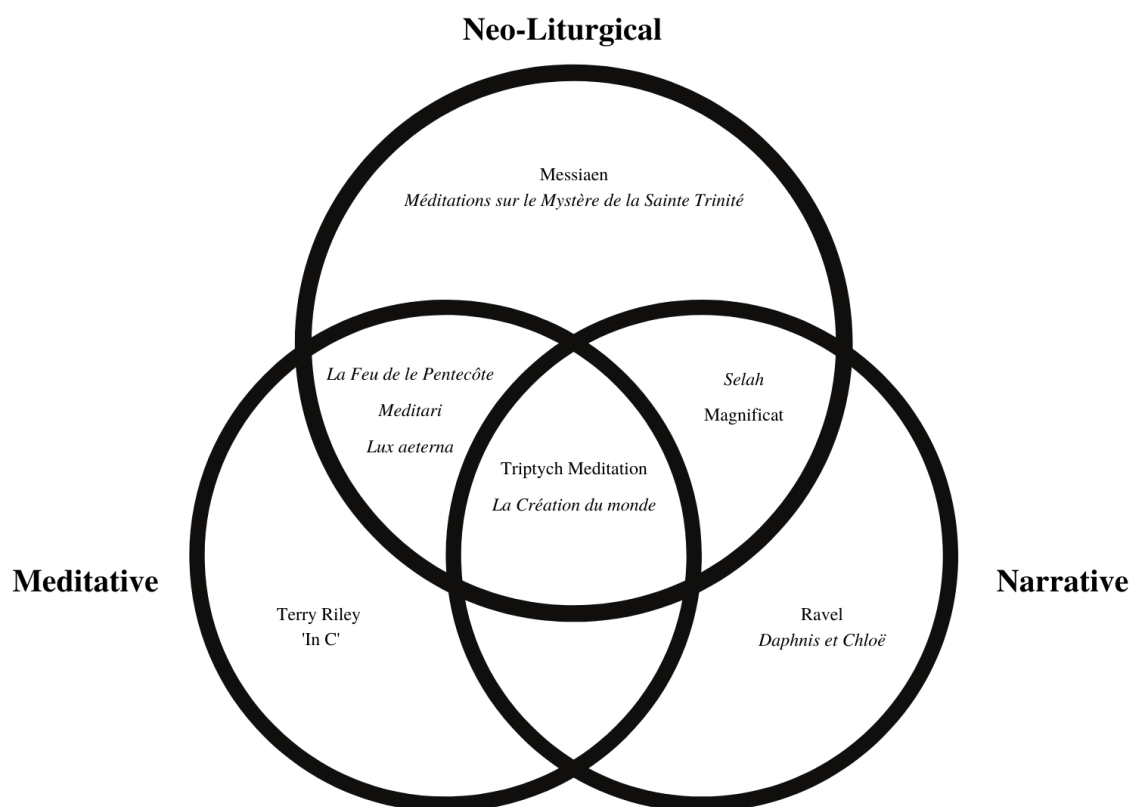 Neo-Liturgical
Messiaen
Méditations sur le Mystère de la Sainte Trinité
La Feu de le Pentecôte
Meditari
Lux aeterna
Selah
Magnificat
Triptych Meditation
La Création du monde
Meditative
Narrative
Terry Riley
'In C'
Ravel
Daphnis et Chloë